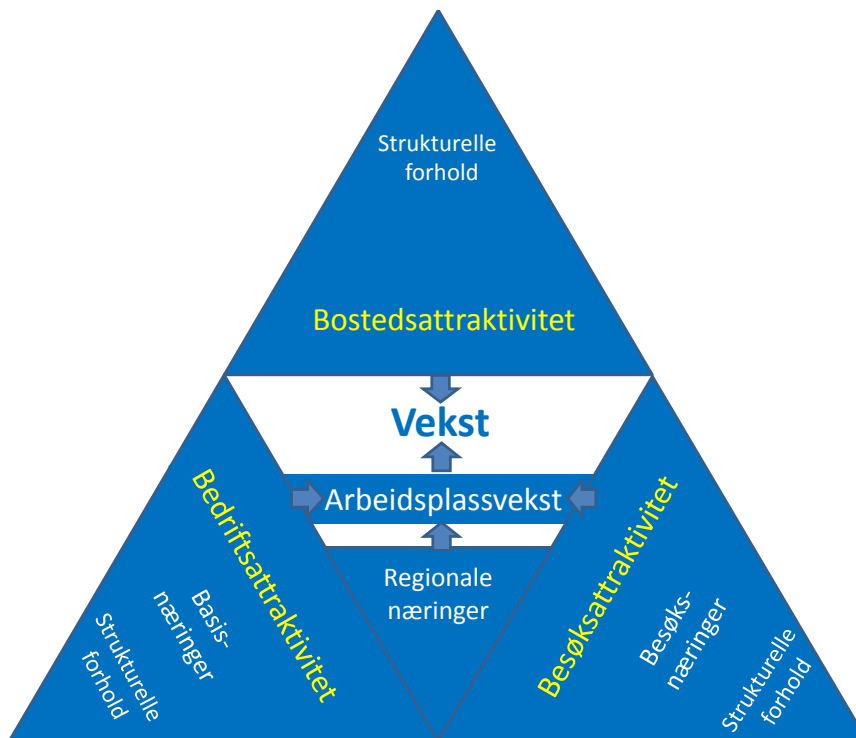 Strukturelle
forhold
Bostedsattraktivitet
Vekst
Arbeidsplassvekst
Regionale
næringer
Bedriftsattraktivitet
Basis-
næringer
Strukturelle
forhold
Besøksattraktivitet
Besøks-
næringer
Strukturelle
forhold